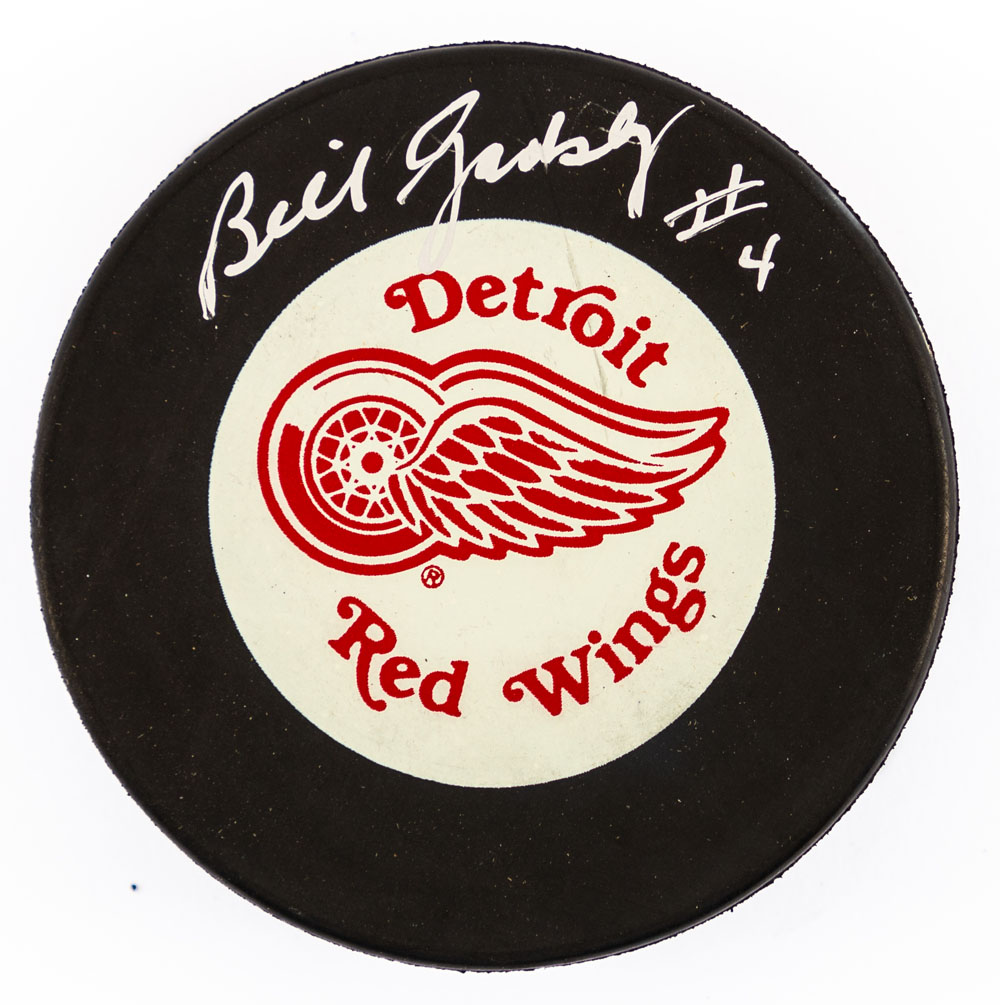 Bill Gadsby #4
Detroit
®
Red Wings